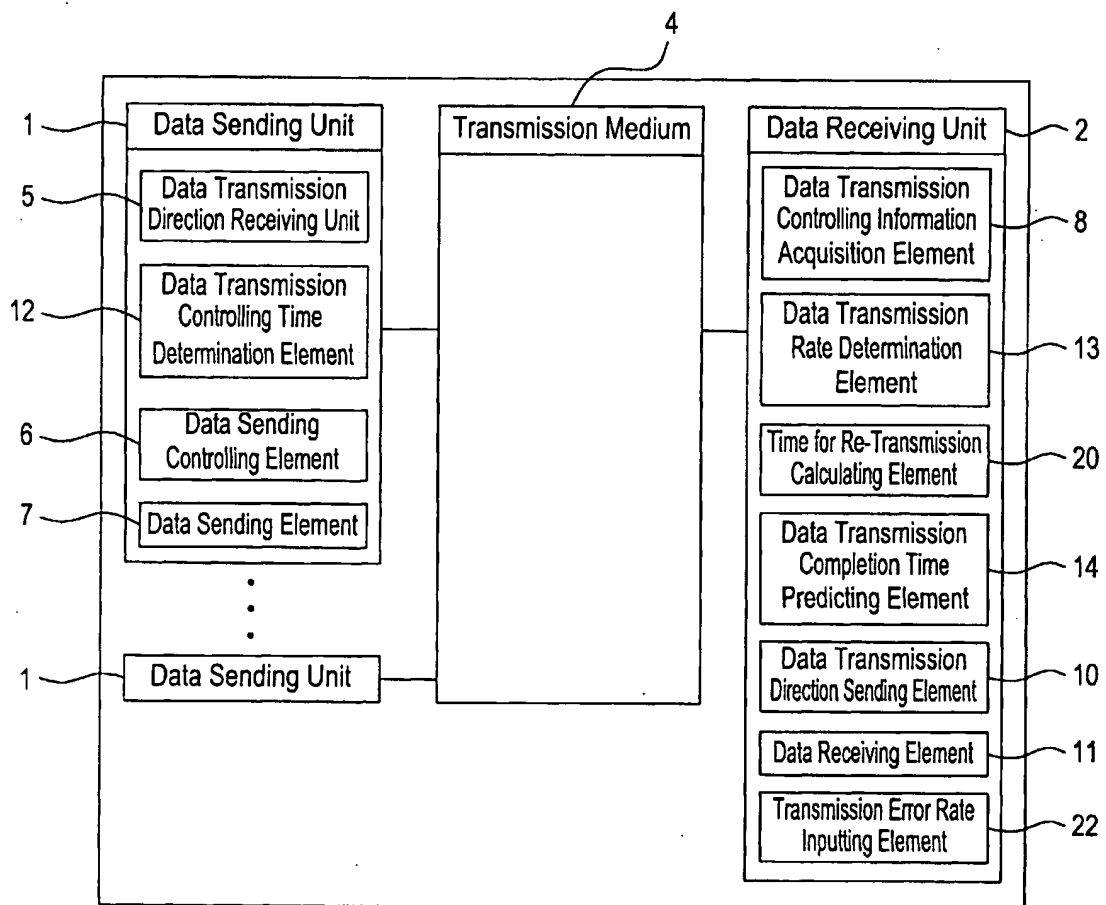 4
1
Data Sending Unit
5
Data Transmission
Direction Receiving Unit
12
Data Transmission
Controlling Time
Determination Element
6
Data Sending
Controlling Element
7
Data Sending Element
1
Data Sending Unit
Transmission Medium
Data Receiving Unit
2
Data Transmission
Controlling Information
Acquisition Element
8
Data Transmission
Rate Determination
Element
13
Time for Re-Transmission
Calculating Element
20
Data Transmission
Completion Time
Predicting Element
14
Data Transmission
Direction Sending Element
10
Data Receiving Element
11
Transmission Error Rate
Inputting Element
22